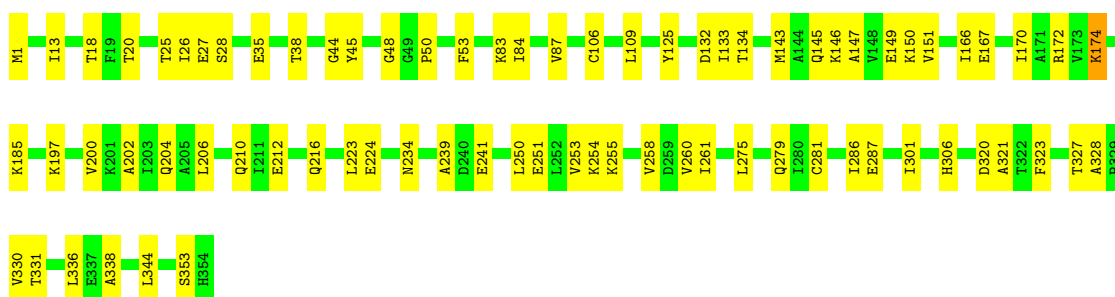 M1 I13 T18 F19 T20 T25 I26 E27 S28 E35 T38 G44 Y45 G48 G49 P50 F53 K83 I84 V87 C106 L109 Y125 D132 I133 T134 M143 A144 Q145 K146 A147 V148 E149 K150 V151 I166 E167 I170 A171 R172 V173 K174
K185 K197 V200 K201 A202 I203 Q204 A205 L206 Q210 I211 E212 Q216 L223 E224 N234 A239 D240 E241 L250 E251 L252 V253 K254 K255 V258 D259 V260 I261 L275 Q279 I280 C281 I286 E287 I301 H306 D320 A321 T322 F323 T327 A328
V330 T331 L336 E337 A338 L344 S353 H354